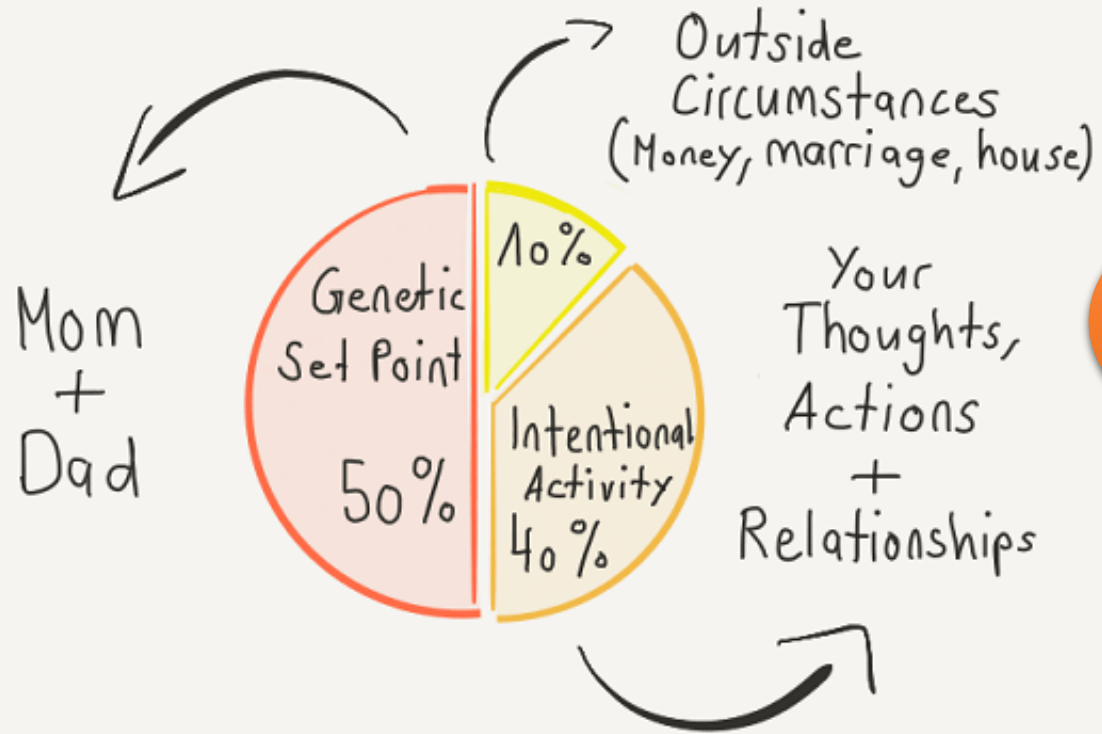 Outside
Circumstances
(Money, marriage, house)
10%
Genetic
Set Point
50%
Mom
+
Dad
Intentional
Activity
40%
Your
Thoughts,
Actions
+
Relationships